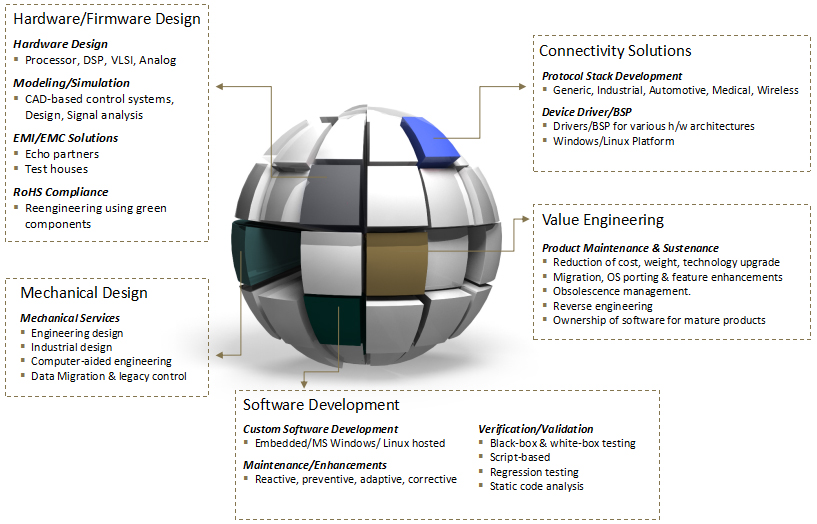 Hardware/Firmware Design
Hardware Design
Processor, DSP, VLSI, Analog
Modeling/Simulation
CAD-based control systems,
Design, Signal analysis
EMI/EMC Solutions
Echo partners
Test houses
RoHS Compliance
Reengineering using green
components
Mechanical Design
Mechanical Services
Engineering design
Industrial design
Computer-aided engineering
Data Migration & legacy control
Connectivity Solutions
Protocol Stack Development
Generic, Industrial, Automotive, Medical, Wireless
Device Driver/BSP
Drivers/BSP for various h/w architectures
Windows/Linux Platform
Value Engineering
Product Maintenance & Sustenance
Reduction of cost, weight, technology upgrade
Migration, OS porting & feature enhancements
Obsolescence management.
Reverse engineering
Ownership of software for mature products
Software Development
Custom Software Development
Embedded/MS Windows/ Linux hosted
Maintenance/Enhancements
Reactive, preventive, adaptive, corrective
Verification/Validation
Black-box & white-box testing
Script-based
Regression testing
Static code analysis